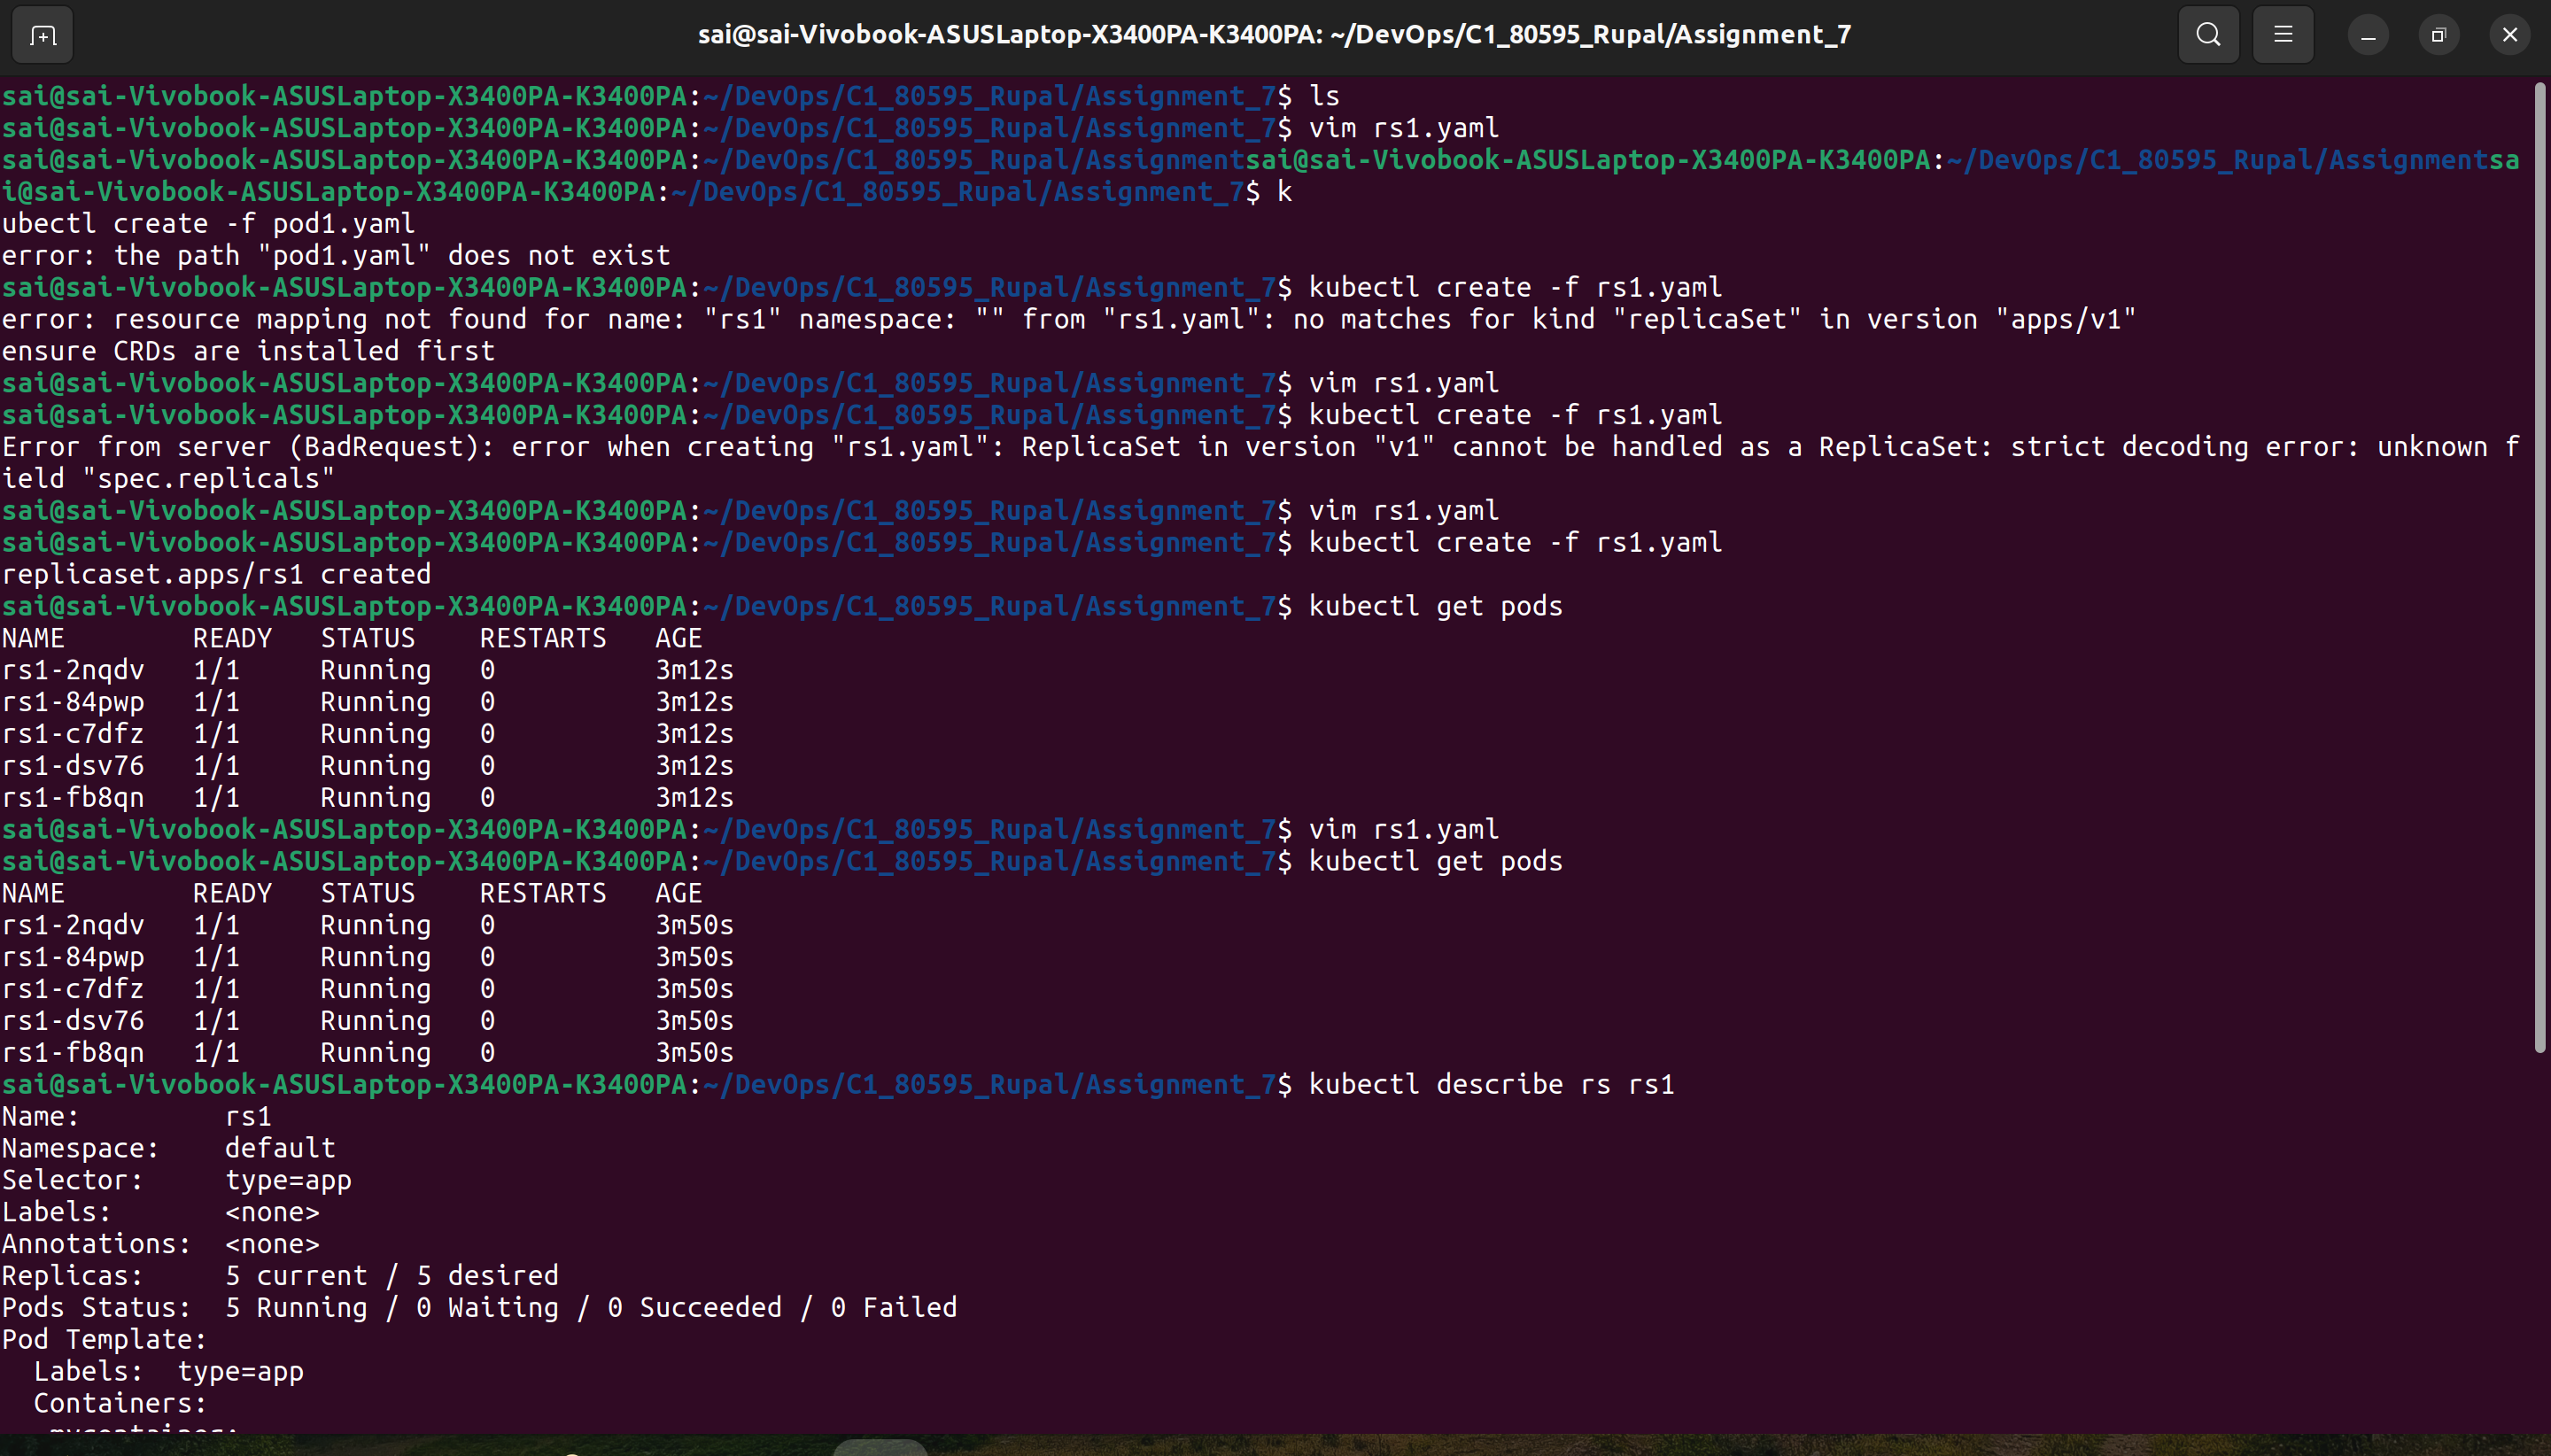 sai@sai-Vivobook-ASUSLaptop-X3400PA-K3400PA: ~/DevOps/C1_80595_Rupal/Assignment_7
sai@sai-Vivobook-ASUSLaptop-X3400PA-K3400PA:~/DevOps/C1_80595_Rupal/Assignment_7$ ls
sai@sai-Vivobook-ASUSLaptop-X3400PA-K3400PA:~/DevOps/C1_80595_Rupal/Assignment_7$ vim rs1.yaml
sai@sai-Vivobook-ASUSLaptop-X3400PA-K3400PA:~/DevOps/C1_80595_Rupal/Assignmentsai@sai-Vivobook-ASUSLaptop-X3400PA-K3400PA:~/DevOps/C1_80595_Rupal/Assignmentsa
i@sai-Vivobook-ASUSLaptop-X3400PA-K3400PA:~/DevOps/C1_80595_Rupal/Assignment_7$ k
ubectl create -f pod1.yaml
error: the path "pod1.yaml" does not exist
sai@sai-Vivobook-ASUSLaptop-X3400PA-K3400PA:~/DevOps/C1_80595_Rupal/Assignment_7$ kubectl create -f rs1.yaml
error: resource mapping not found for name: "rs1" namespace: "" from "rs1.yaml": no matches for kind "replicaSet" in version "apps/v1"
ensure CRDs are installed first
sai@sai-Vivobook-ASUSLaptop-X3400PA-K3400PA:~/DevOps/C1_80595_Rupal/Assignment_7$ vim rs1.yaml
sai@sai-Vivobook-ASUSLaptop-X3400PA-K3400PA:~/DevOps/C1_80595_Rupal/Assignment_7$ kubectl create -f rs1.yaml
Error from server (BadRequest): error when creating "rs1.yaml": ReplicaSet in version "v1" cannot be handled as a ReplicaSet: strict decoding error: unknown f
ield "spec.replicals"
sai@sai-Vivobook-ASUSLaptop-X3400PA-K3400PA:~/DevOps/C1_80595_Rupal/Assignment_7$ vim rs1.yaml
sai@sai-Vivobook-ASUSLaptop-X3400PA-K3400PA:~/DevOps/C1_80595_Rupal/Assignment_7$ kubectl create -f rs1.yaml
replicaset.apps/rs1 created
sai@sai-Vivobook-ASUSLaptop-X3400PA-K3400PA:~/DevOps/C1_80595_Rupal/Assignment_7$ kubectl get pods
NAME        READY   STATUS    RESTARTS   AGE
rs1-2nqdv   1/1     Running   0          3m12s
rs1-84pwp   1/1     Running   0          3m12s
rs1-c7dfz   1/1     Running   0          3m12s
rs1-dsv76   1/1     Running   0          3m12s
rs1-fb8qn   1/1     Running   0          3m12s
sai@sai-Vivobook-ASUSLaptop-X3400PA-K3400PA:~/DevOps/C1_80595_Rupal/Assignment_7$ vim rs1.yaml
sai@sai-Vivobook-ASUSLaptop-X3400PA-K3400PA:~/DevOps/C1_80595_Rupal/Assignment_7$ kubectl get pods
NAME        READY   STATUS    RESTARTS   AGE
rs1-2nqdv   1/1     Running   0          3m50s
rs1-84pwp   1/1     Running   0          3m50s
rs1-c7dfz   1/1     Running   0          3m50s
rs1-dsv76   1/1     Running   0          3m50s
rs1-fb8qn   1/1     Running   0          3m50s
sai@sai-Vivobook-ASUSLaptop-X3400PA-K3400PA:~/DevOps/C1_80595_Rupal/Assignment_7$ kubectl describe rs rs1
Name:         rs1
Namespace:    default
Selector:     type=app
Labels:       <none>
Annotations:  <none>
Replicas:     5 current / 5 desired
Pods Status:  5 Running / 0 Waiting / 0 Succeeded / 0 Failed
Pod Template:
  Labels:  type=app
  Containers: